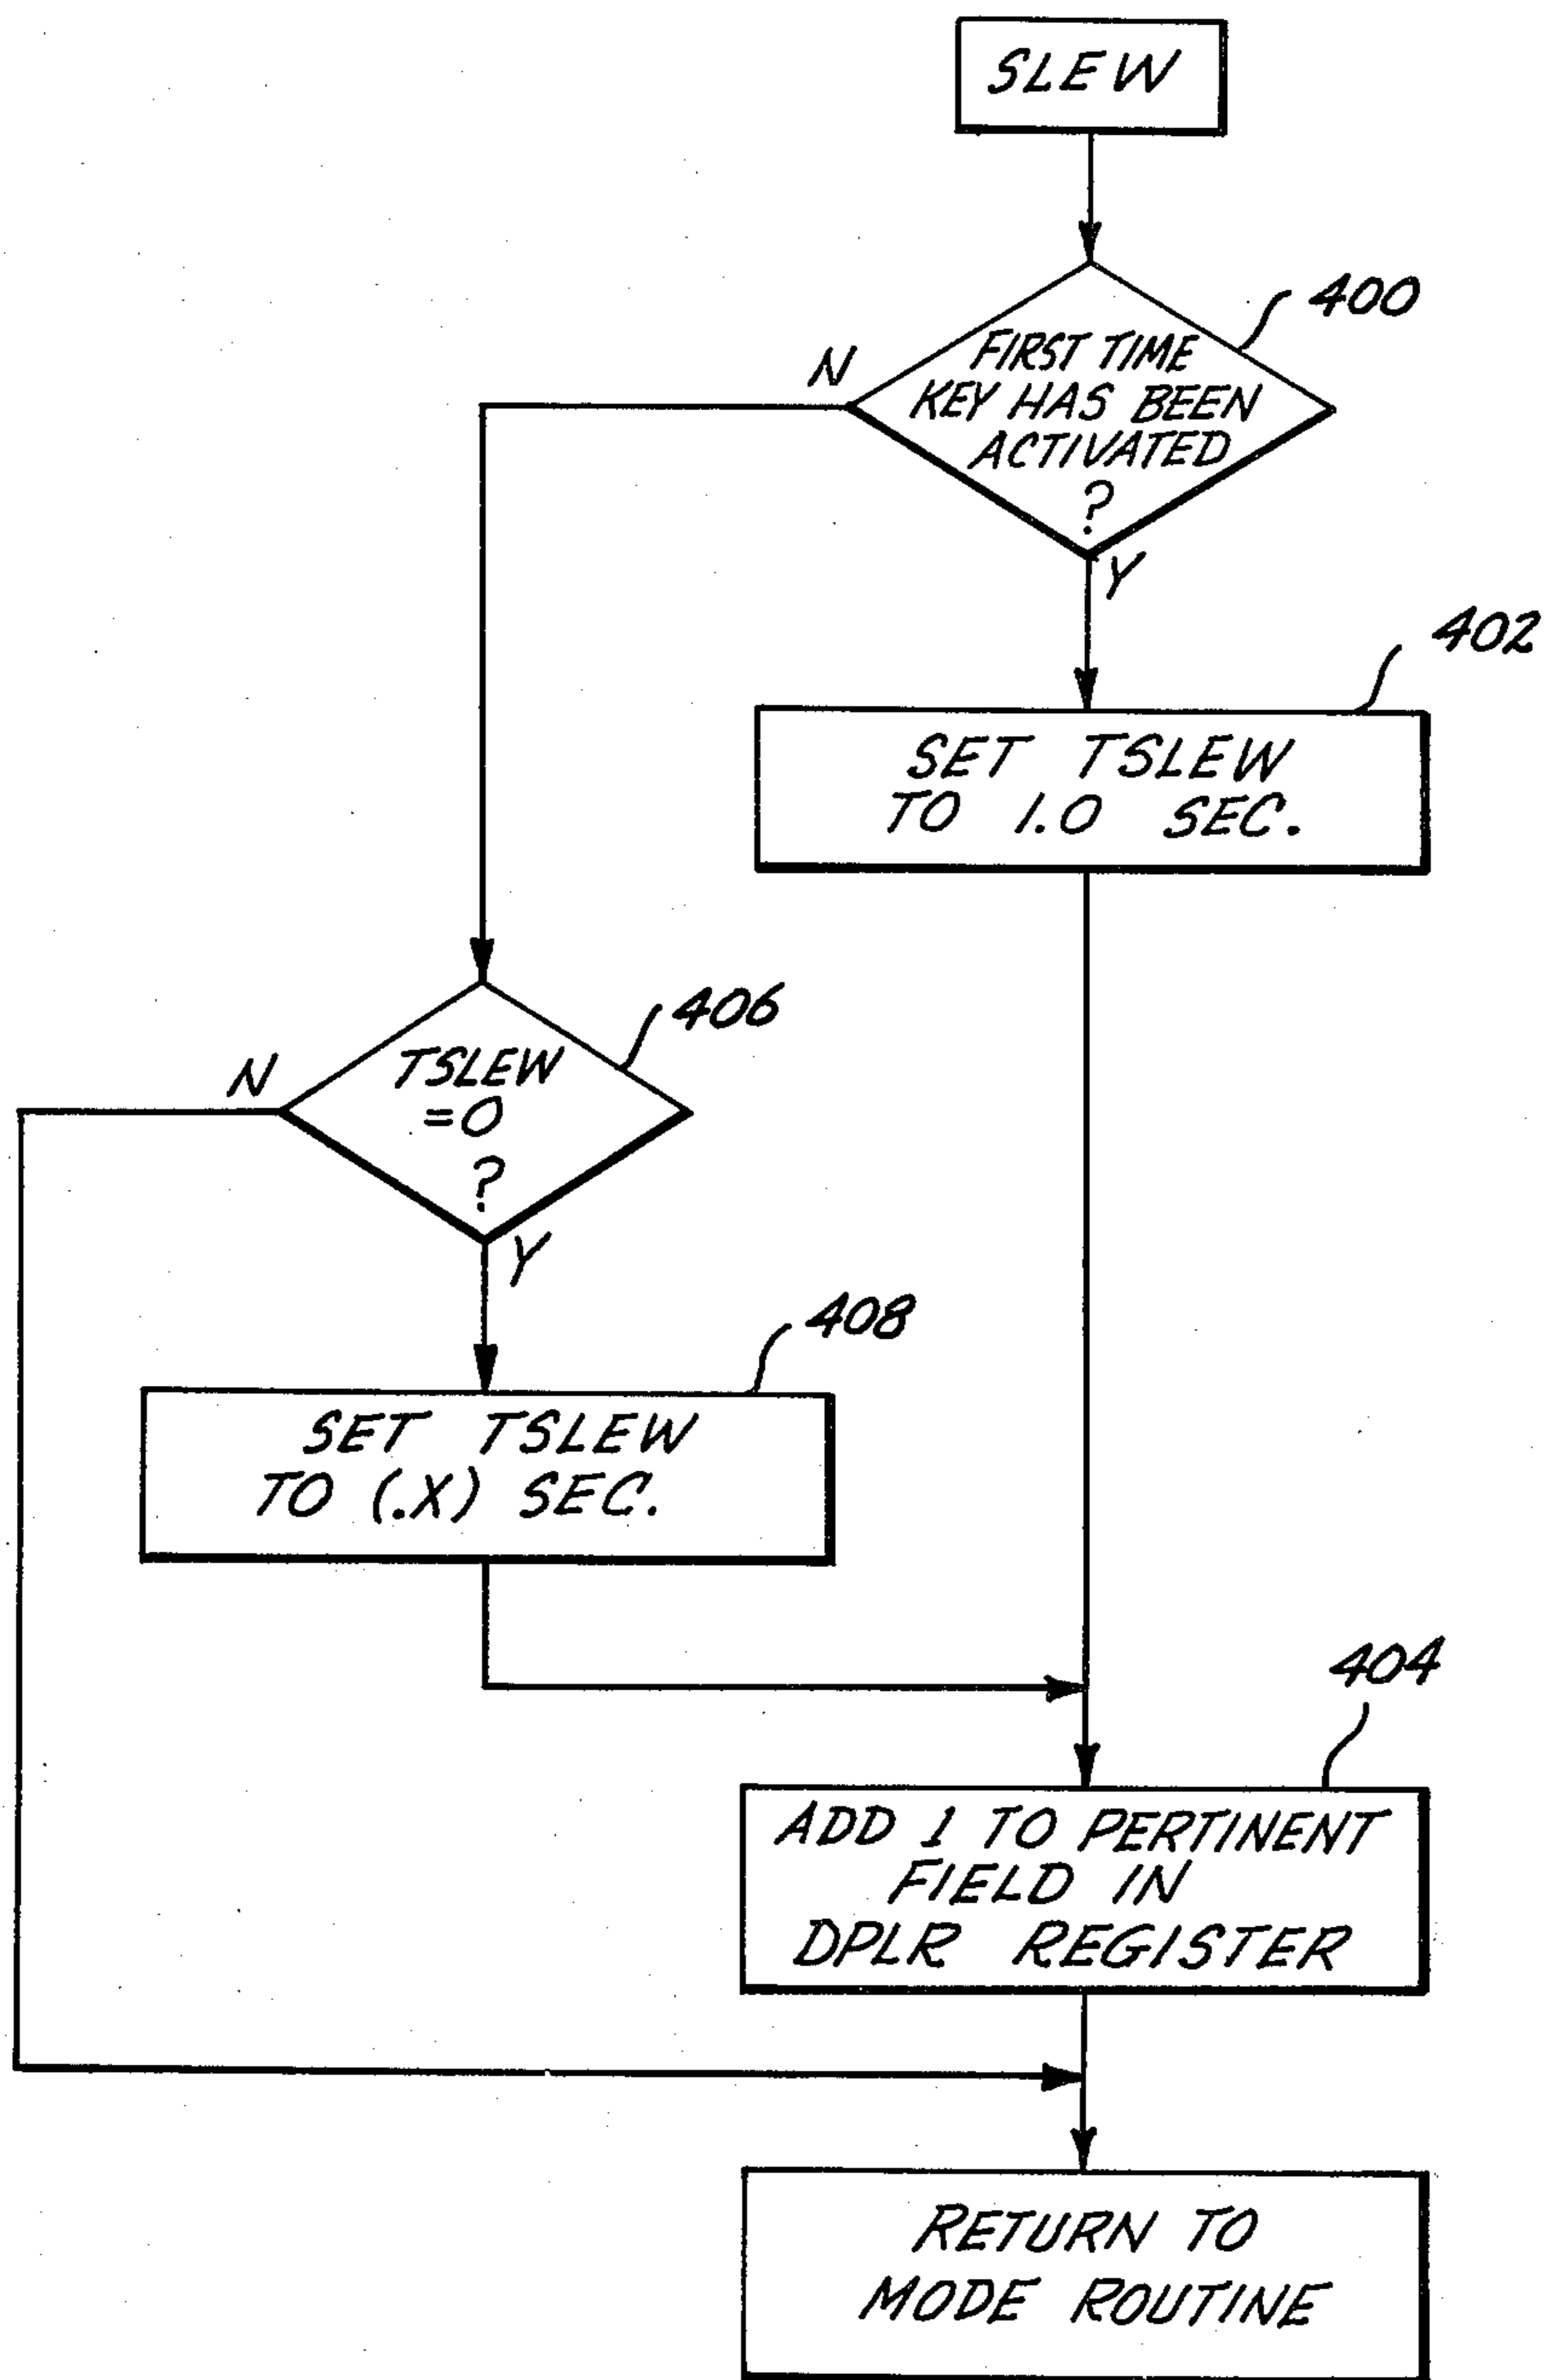 SLEW
400
N
FIRST TIME
KEY HAS BEEN
ACTIVATED
?
Y
402
SET TSLEW
TO 1.0 SEC.
406
N
TSLEW
=0
?
Y
408
SET TSLEW
TO (.X) SEC.
404
ADD 1 TO PERTINENT
FIELD IN
DPLR REGISTER
RETURN TO
MODE ROUTINE